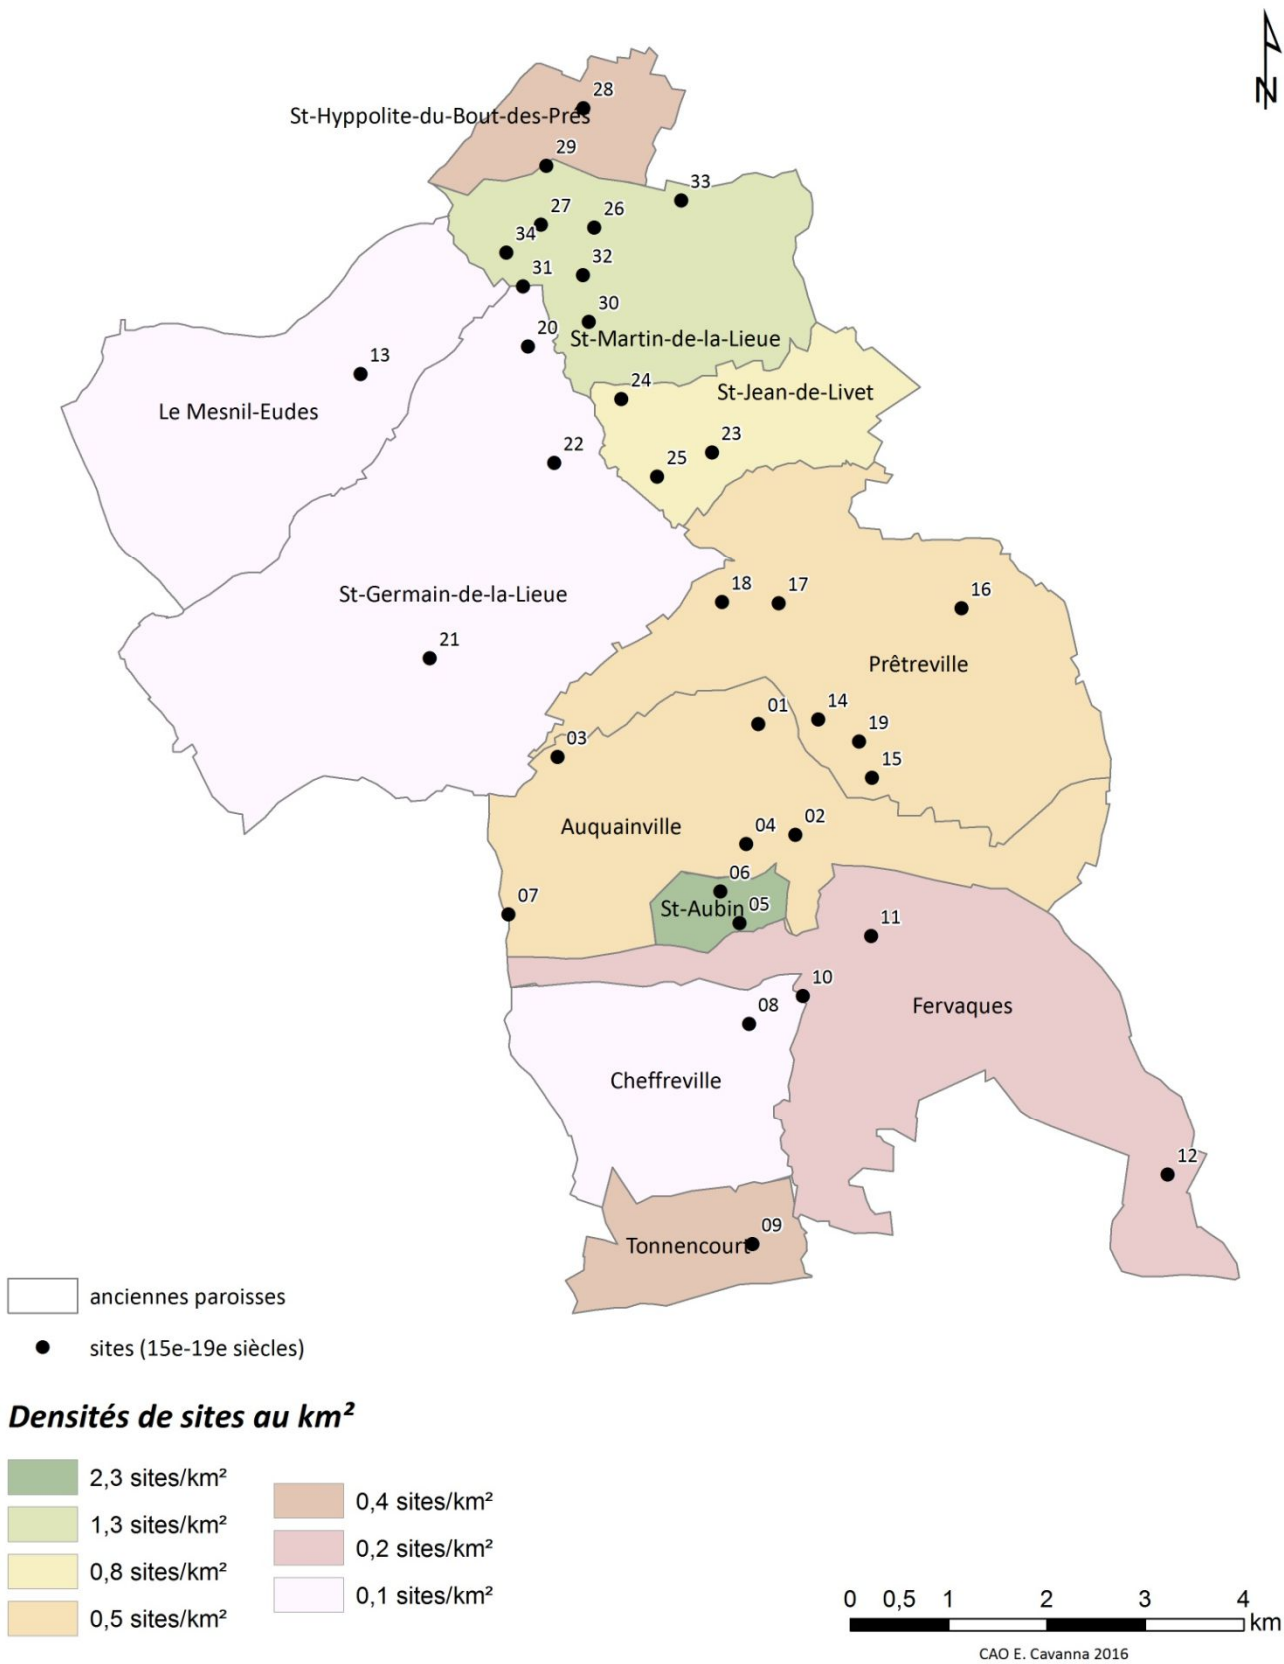 N
28
St-Hyppolite-du-Bout-des-Prés
29
33
27
26
34
32
31
30
20
St-Martin-de-la-Lieue
13
24
St-Jean-de-Livet
Le Mesnil-Eudes
23
22
25
18
17
16
St-Germain-de-la-Lieue
21
Prêtreville
01
14
19
03
15
Auquainville
04
02
06
07
St-Aubin
05
11
10
08
Fervaques
Cheffreville
12
09
Tonnencourt
anciennes paroisses
sites (15e-19e siècles)
Densités de sites au km²
2,3 sites/km²
1,3 sites/km²
0,8 sites/km²
0,5 sites/km²
0,4 sites/km²
0,2 sites/km²
0,1 sites/km²
0 0,5 1 2 3 4
km
CAO E. Cavanna 2016